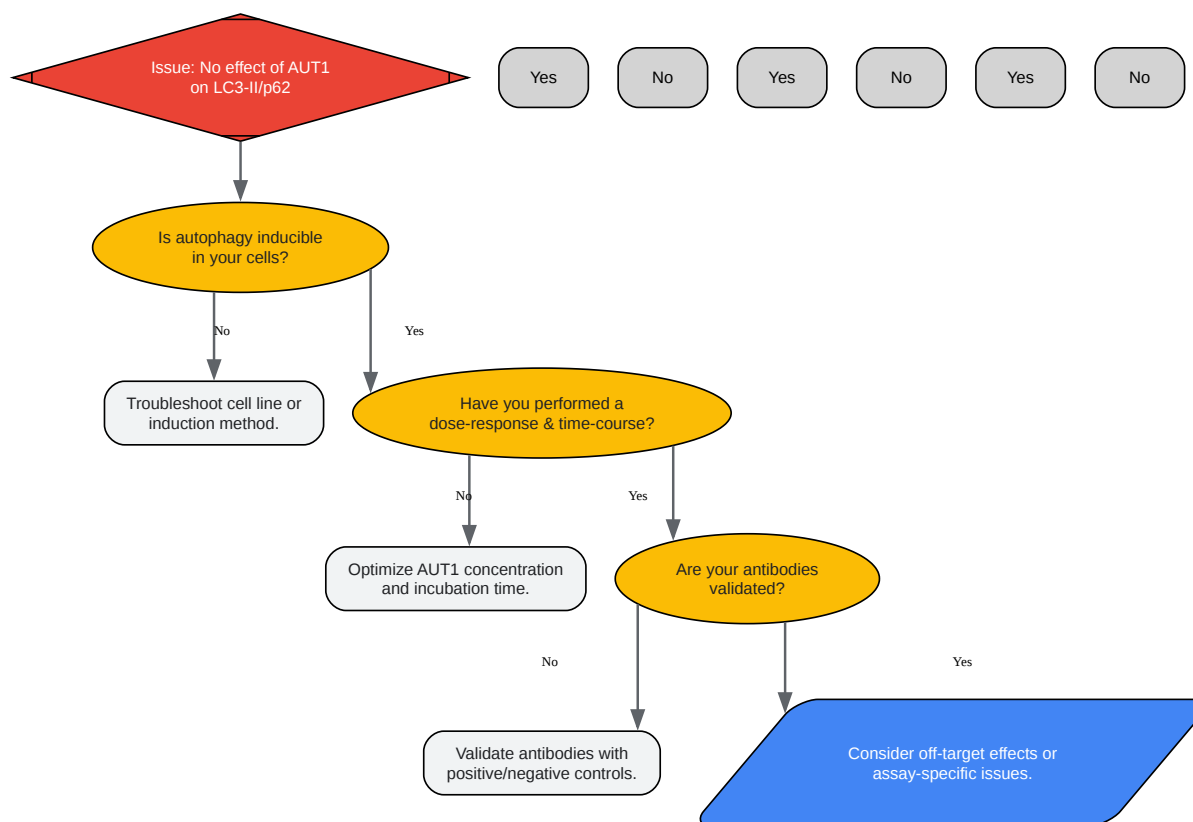 Issue: No effect of AUT1
on LC3-II/p62
Yes
No
Yes
No
Yes
No
Is autophagy inducible
in your cells?
No
Yes
Troubleshoot cell line or
induction method.
Have you performed a
dose-response & time-course?
No
Yes
Optimize AUT1 concentration
and incubation time.
Are your antibodies
validated?
No
Yes
Validate antibodies with
positive/negative controls.
Consider off-target effects or
assay-specific issues.